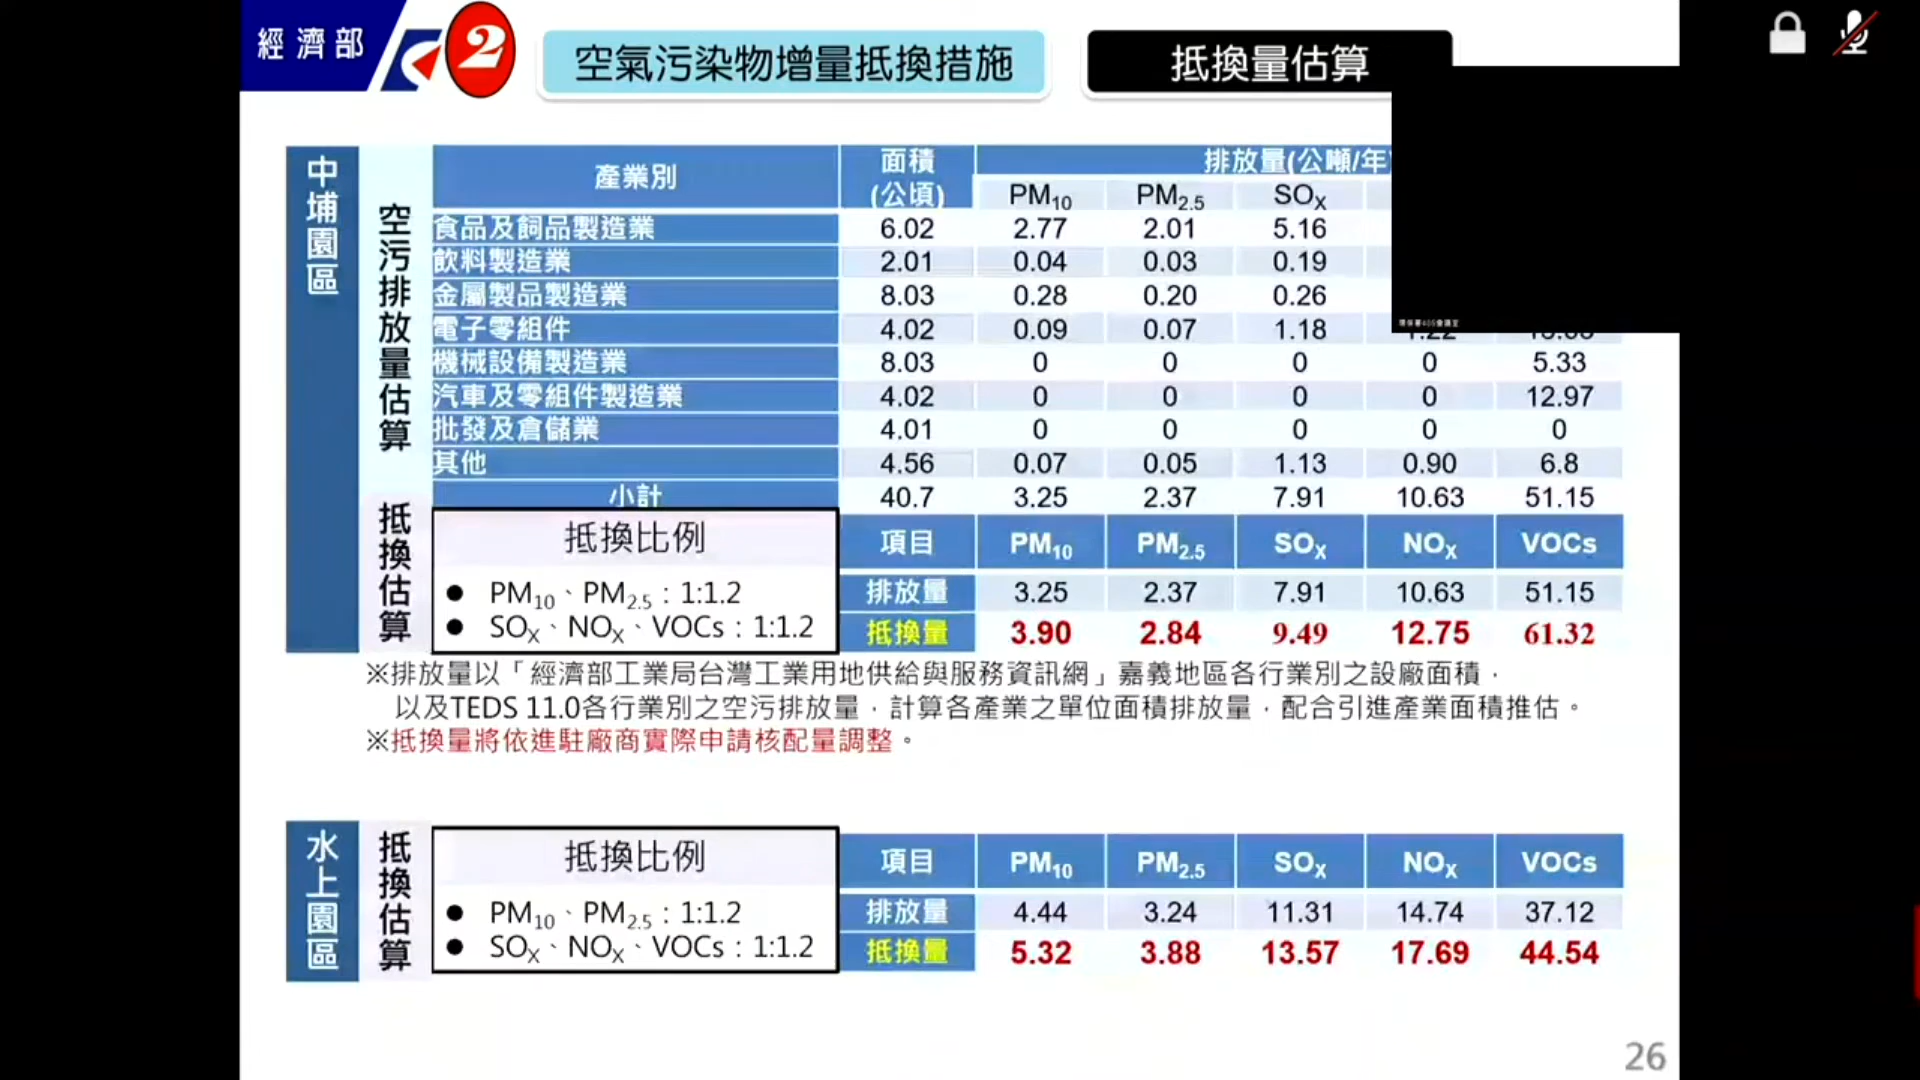 經濟部
2
空氣污染物增量抵換措施
抵換量估算
中埔園區
空污排放量估算
產業別 面積(公頃) 排放量(公噸/年
PM10 PM2.5 SOX
食品及飼品製造業 6.02 2.77 2.01 5.16
飲料製造業 2.01 0.04 0.03 0.19
金屬製品製造業 8.03 0.28 0.20 0.26
電子零組件 4.02 0.09 0.07 1.18
機械設備製造業 8.03 0 0 0 0 5.33
汽車及零組件製造業 4.02 0 0 0 0 12.97
批發及倉儲業 4.01 0 0 0 0 0
其他 4.56 0.07 0.05 1.13 0.90 6.8
小計 40.7 3.25 2.37 7.91 10.63 51.15
抵換估算
抵換比例
● PM10、PM2.5：1:1.2
● SOX、NOX、VOCs：1:1.2
項目 PM10 PM2.5 SOX NOX VOCs
排放量 3.25 2.37 7.91 10.63 51.15
抵換量 3.90 2.84 9.49 12.75 61.32
※排放量以「經濟部工業局台灣工業用地供給與服務資訊網」嘉義地區各行業別之設廠面積，
以及TEDS 11.0各行業別之空污排放量，計算各產業之單位面積排放量，配合引進產業面積推估。
※抵換量將依進駐廠商實際申請核配量調整。
水上園區
抵換估算
抵換比例
● PM10、PM2.5：1:1.2
● SOX、NOX、VOCs：1:1.2
項目 PM10 PM2.5 SOX NOX VOCs
排放量 4.44 3.24 11.31 14.74 37.12
抵換量 5.32 3.88 13.57 17.69 44.54
26